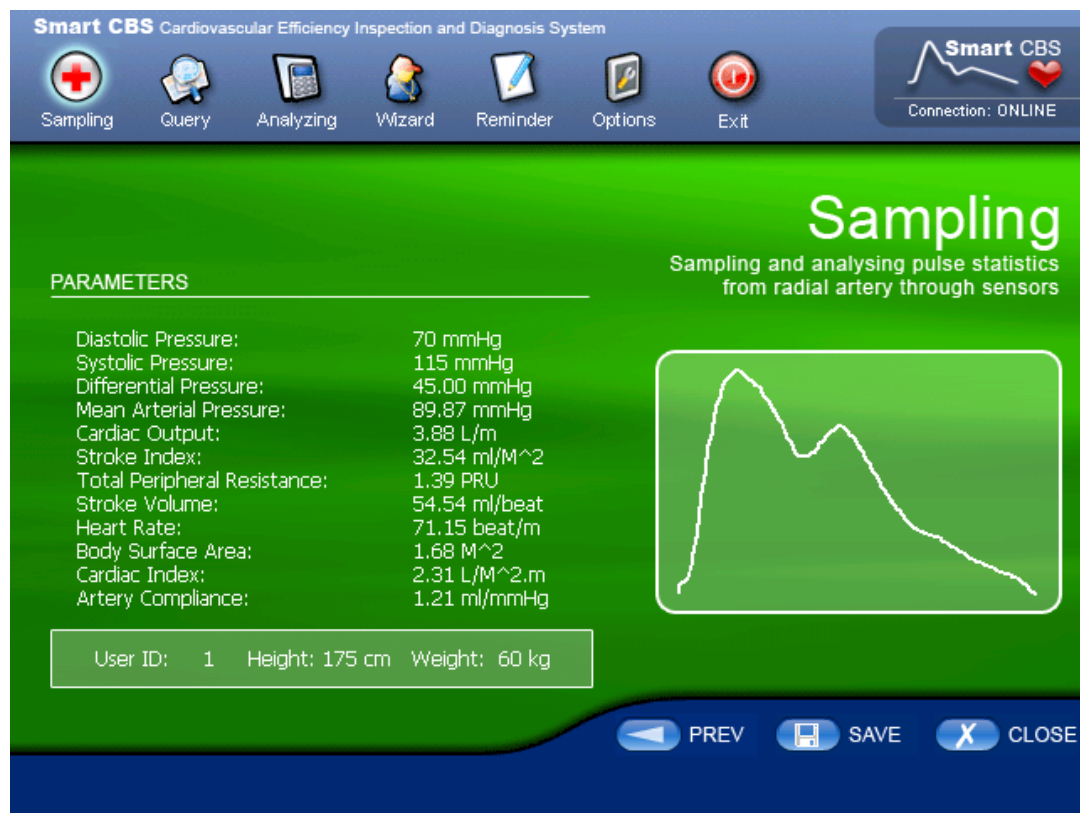 Smart CBS Cardiovascular Efficiency Inspection and Diagnosis System
Sampling Query Analyzing Wizard Reminder Options Exit
Smart CBS
Connection: ONLINE
Sampling
Sampling and analysing pulse statistics
from radial artery through sensors
PARAMETERS
Diastolic Pressure: 70 mmHg
Systolic Pressure: 115 mmHg
Differential Pressure: 45.00 mmHg
Mean Arterial Pressure: 89.87 mmHg
Cardiac Output: 3.88 L/m
Stroke Index: 32.54 ml/M^2
Total Peripheral Resistance: 1.39 PRU
Stroke Volume: 54.54 ml/beat
Heart Rate: 71.15 beat/m
Body Surface Area: 1.68 M^2
Cardiac Index: 2.31 L/M^2.m
Artery Compliance: 1.21 ml/mmHg
User ID: 1 Height: 175 cm Weight: 60 kg
PREV SAVE CLOSE